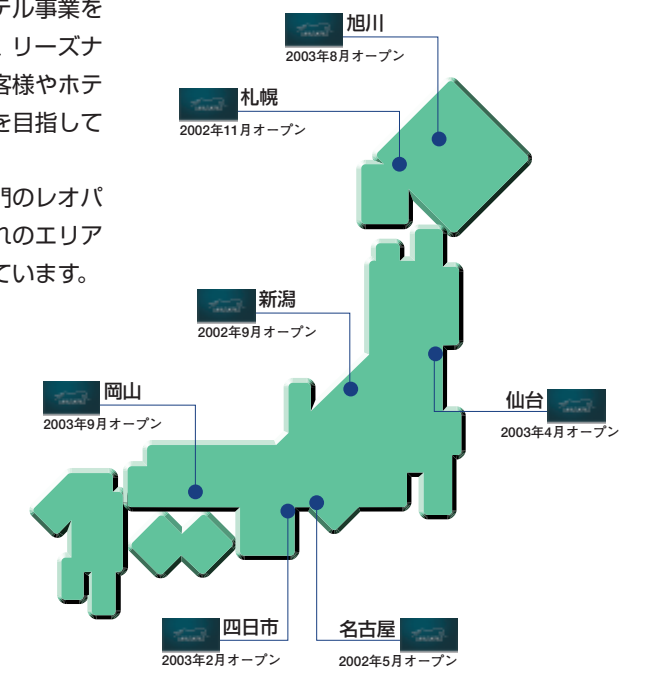 テル事業を
リーズナ
客様やホテ
を目指して
門のレオパ
れのエリア
ています。
旭川
2003年8月オープン
札幌
2002年11月オープン
新潟
2002年9月オープン
岡山
2003年9月オープン
仙台
2003年4月オープン
四日市
2003年2月オープン
名古屋
2002年5月オープン